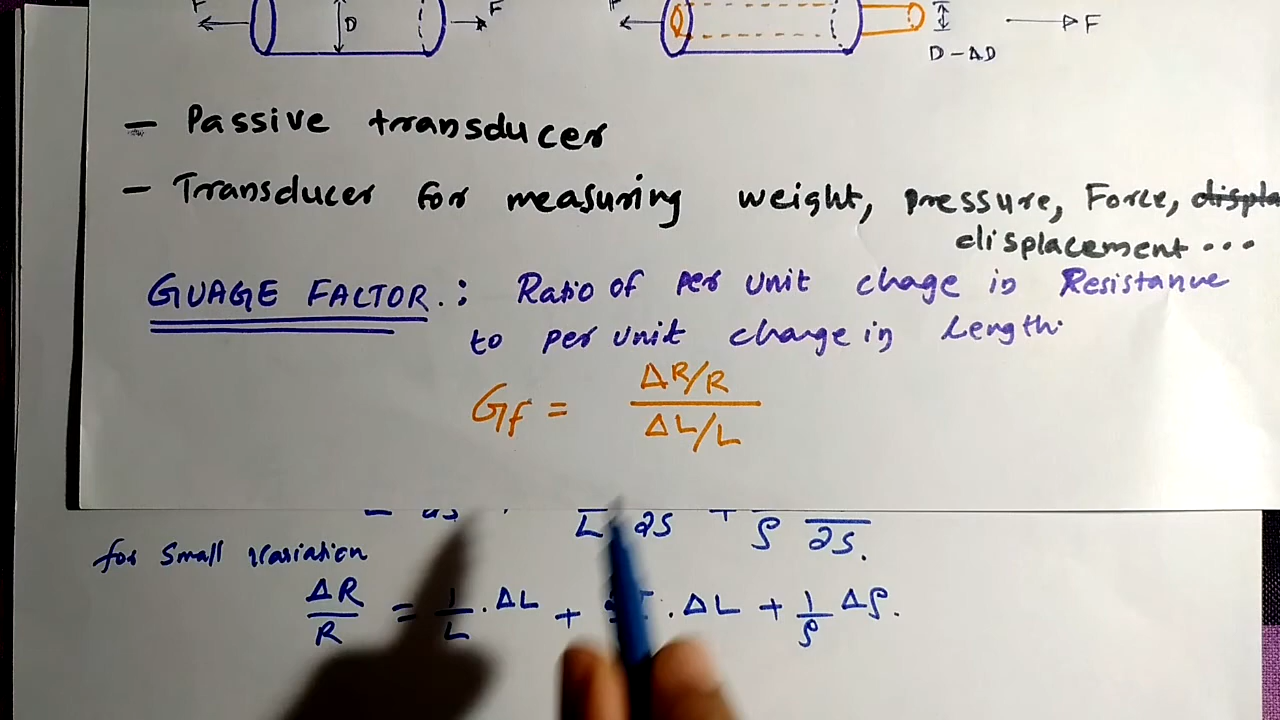 F D F F D - ΔD F
- Passive transducer
- Transducer for measuring weight, pressure, Force, displa
displacement...
GUAGE FACTOR.: Ratio of per unit chage in Resistance
to per unit change in Length.
Gf = ΔR/R
ΔL/L
L ∂S + ρ ∂S.
for Small variation
ΔR/R = 1/L . ΔL + . ΔL + 1/ρ Δρ.